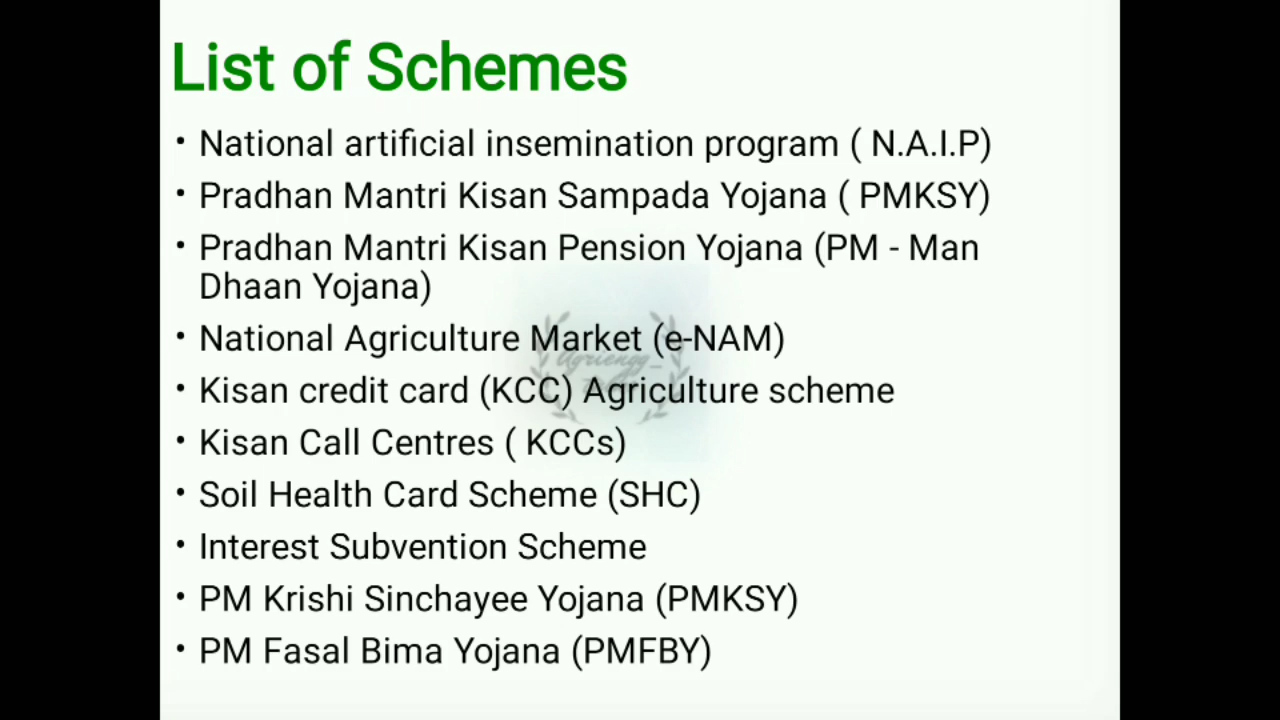 List of Schemes
• National artificial insemination program ( N.A.I.P)
• Pradhan Mantri Kisan Sampada Yojana ( PMKSY)
• Pradhan Mantri Kisan Pension Yojana (PM - Man
Dhaan Yojana)
• National Agriculture Market (e-NAM)
• Kisan credit card (KCC) Agriculture scheme
• Kisan Call Centres ( KCCs)
• Soil Health Card Scheme (SHC)
• Interest Subvention Scheme
• PM Krishi Sinchayee Yojana (PMKSY)
• PM Fasal Bima Yojana (PMFBY)